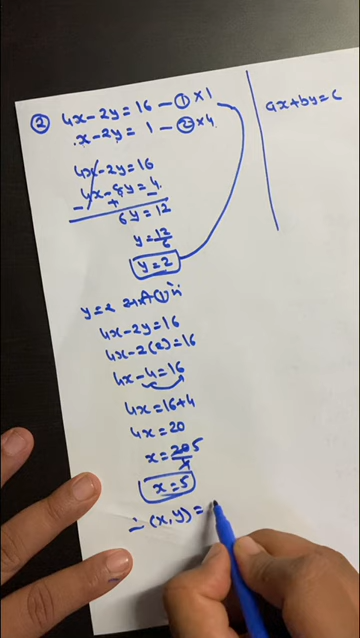 ② 4x-2y=16 — ① ×1
x-2y= 1 — ② ×4
4x-2y=16
4x-8y=4
- + -
6y=12
y=12/6
y=2
y=2 ①
4x-2y=16
4x-2(2)=16
4x-4=16
4x=16+4
4x=20
x=20/4 5
x=5
∴ (x,y)=
ax+by=c